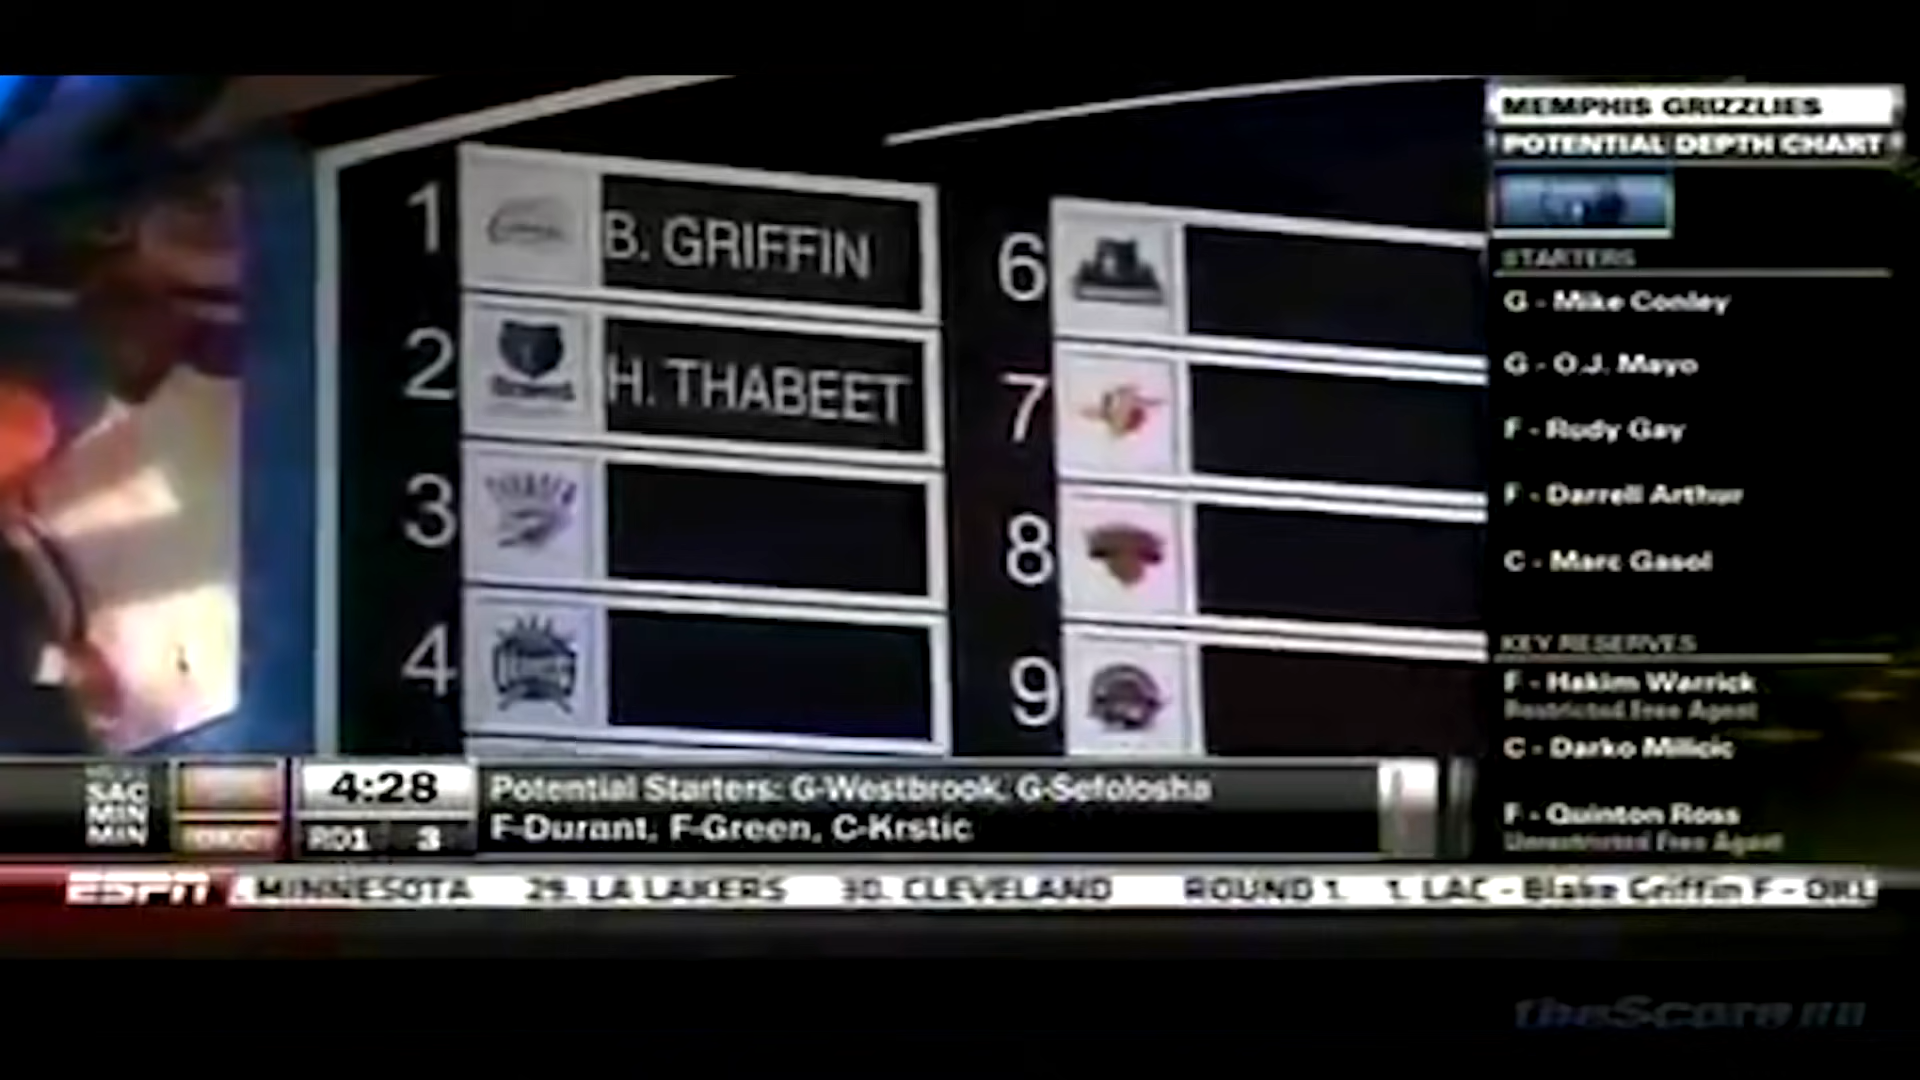 1 B. GRIFFIN
2 H. THABEET
3
4
6
7
8
9
MEMPHIS GRIZZLIES
POTENTIAL DEPTH CHART
STARTERS
G - Mike Conley
G - O.J. Mayo
F - Rudy Gay
F - Darrell Arthur
C - Marc Gasol
KEY RESERVES
F - Hakim Warrick
Restricted Free Agent
C - Darko Milicic
F - Quinton Ross
Unrestricted Free Agent
SAC
MIN
MIN
OKC
4:28
RD1 3
Potential Starters: G-Westbrook, G-Sefolosha
F-Durant, F-Green, C-Krstic
ESPN
MINNESOTA 29. LA LAKERS 30. CLEVELAND ROUND 1. 1. LAC - Blake Griffin F - OKL
theScore